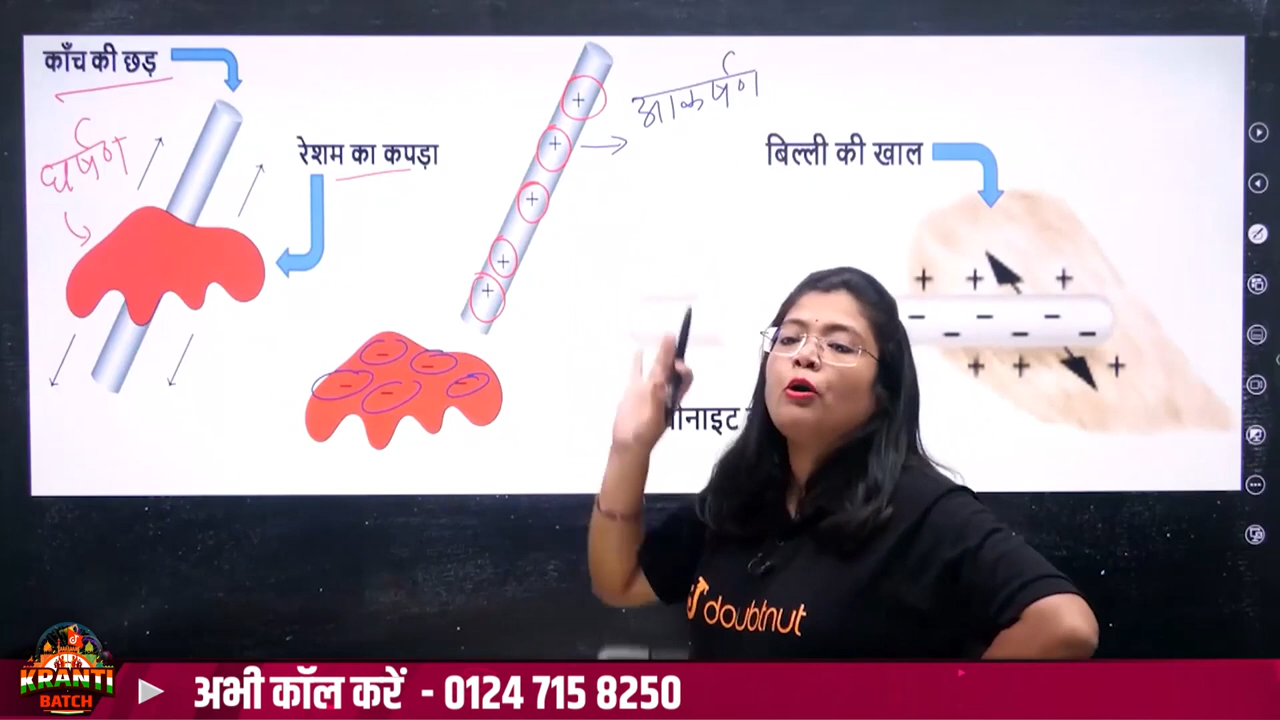 काँच की छड़
घर्षण
रेशम का कपड़ा
+
+
+
+
+
आकर्षण
- -
- - -
बिल्ली की खाल
+ + +
- - - -
- - -
+ + +
doubtnut
KRANTI
BATCH
अभी कॉल करें - 0124 715 8250